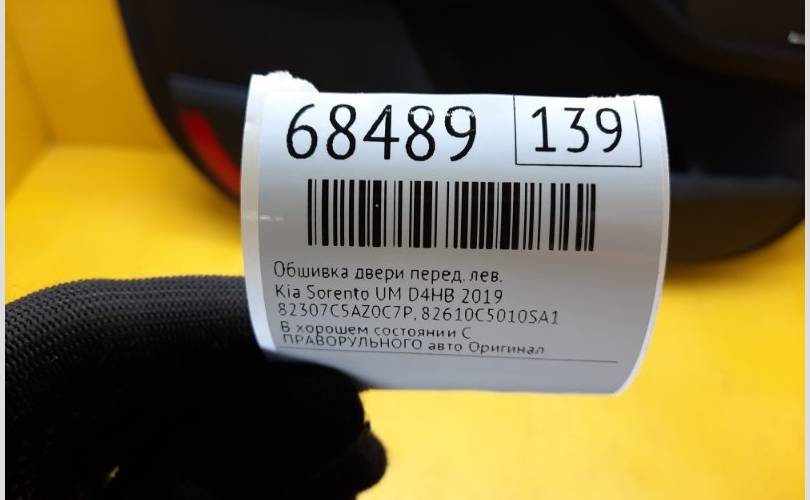 68489 139
Обшивка двери перед. лев.
Kia Sorento UM D4HB 2019
82307C5AZ0C7P, 82610C5010SA1
В хорошем состоянии С
ПРАВОРУЛЬНОГО авто Оригинал